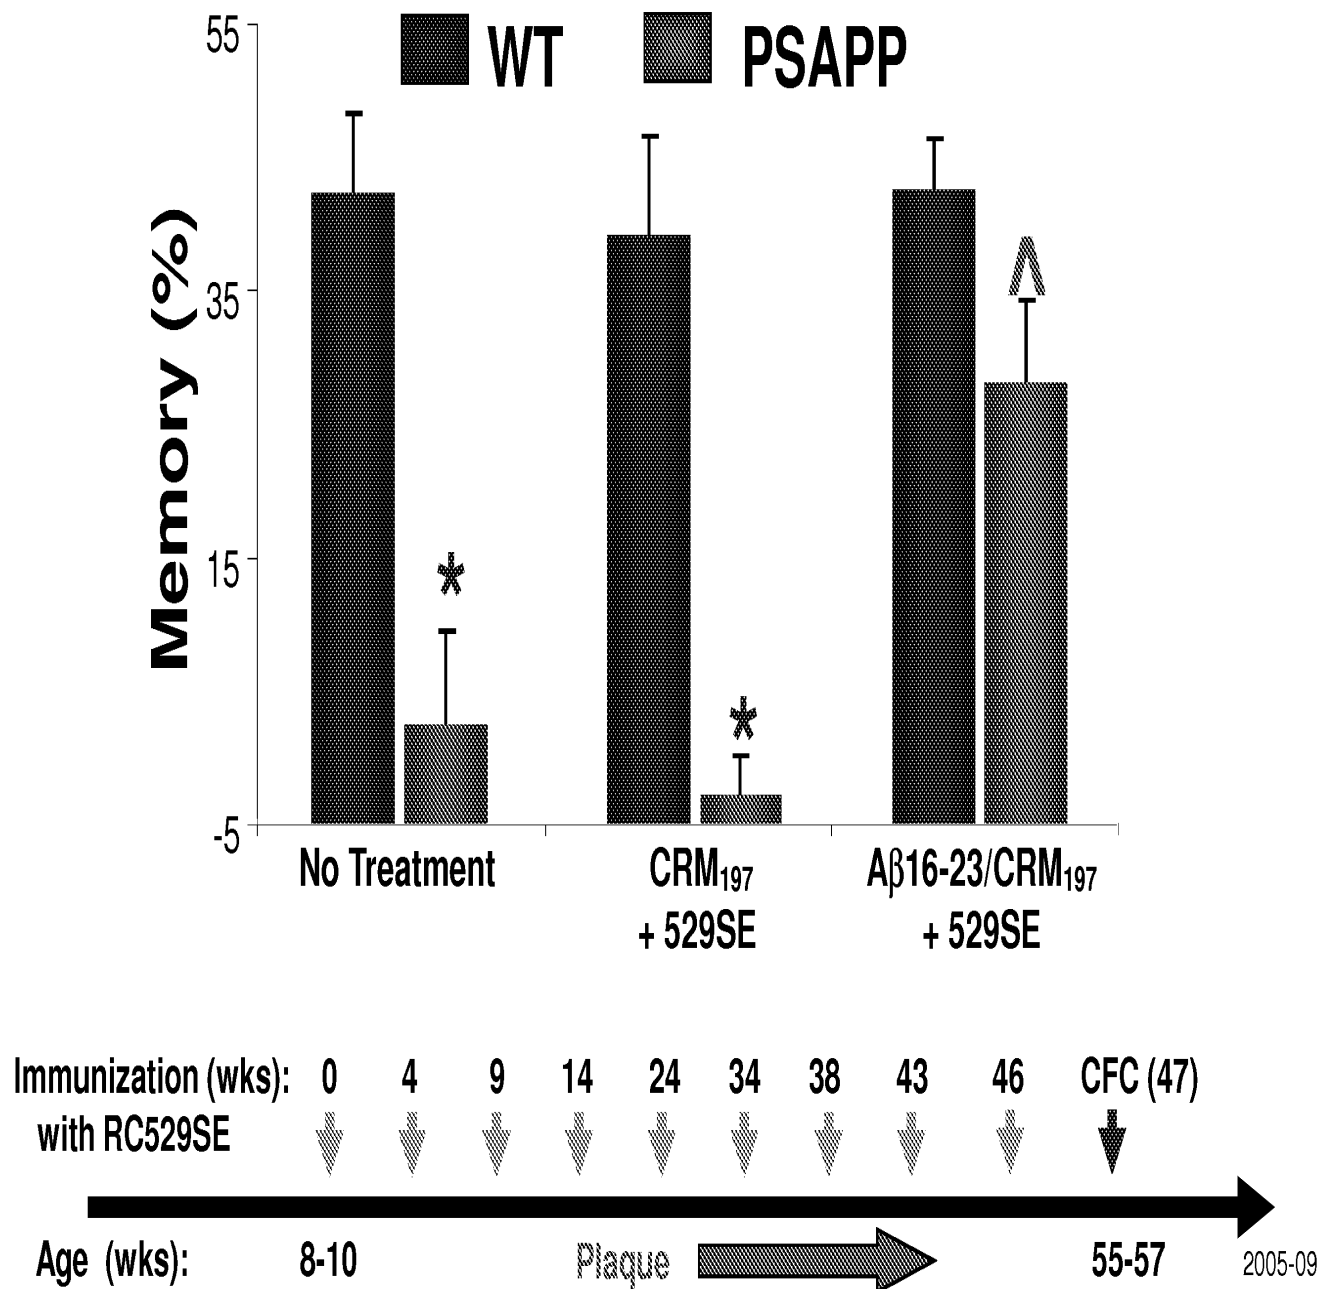 55
WT PSAPP
Memory (%)
35
^
15
*
*
-5
No Treatment CRM₁₉₇ Aβ16-23/CRM₁₉₇
+ 529SE + 529SE
Immunization (wks): 0 4 9 14 24 34 38 43 46 CFC (47)
with RC529SE
Age (wks): 8-10 Plaque 55-57 2005-09